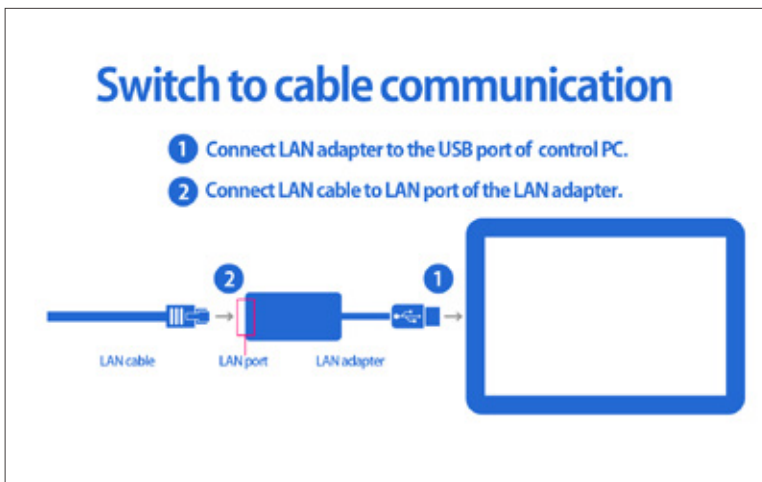 Switch to cable communication
1 Connect LAN adapter to the USB port of control PC.
2 Connect LAN cable to LAN port of the LAN adapter.
2
1
LAN cable
LAN port
LAN adapter